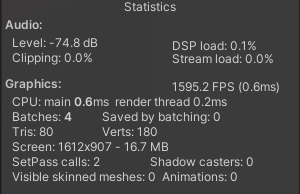 Statistics
Audio:
Level: -74.8 dB DSP load: 0.1%
Clipping: 0.0% Stream load: 0.0%
Graphics: 1595.2 FPS (0.6ms)
CPU: main 0.6ms render thread 0.2ms
Batches: 4 Saved by batching: 0
Tris: 80 Verts: 180
Screen: 1612x907 - 16.7 MB
SetPass calls: 2 Shadow casters: 0
Visible skinned meshes: 0 Animations: 0